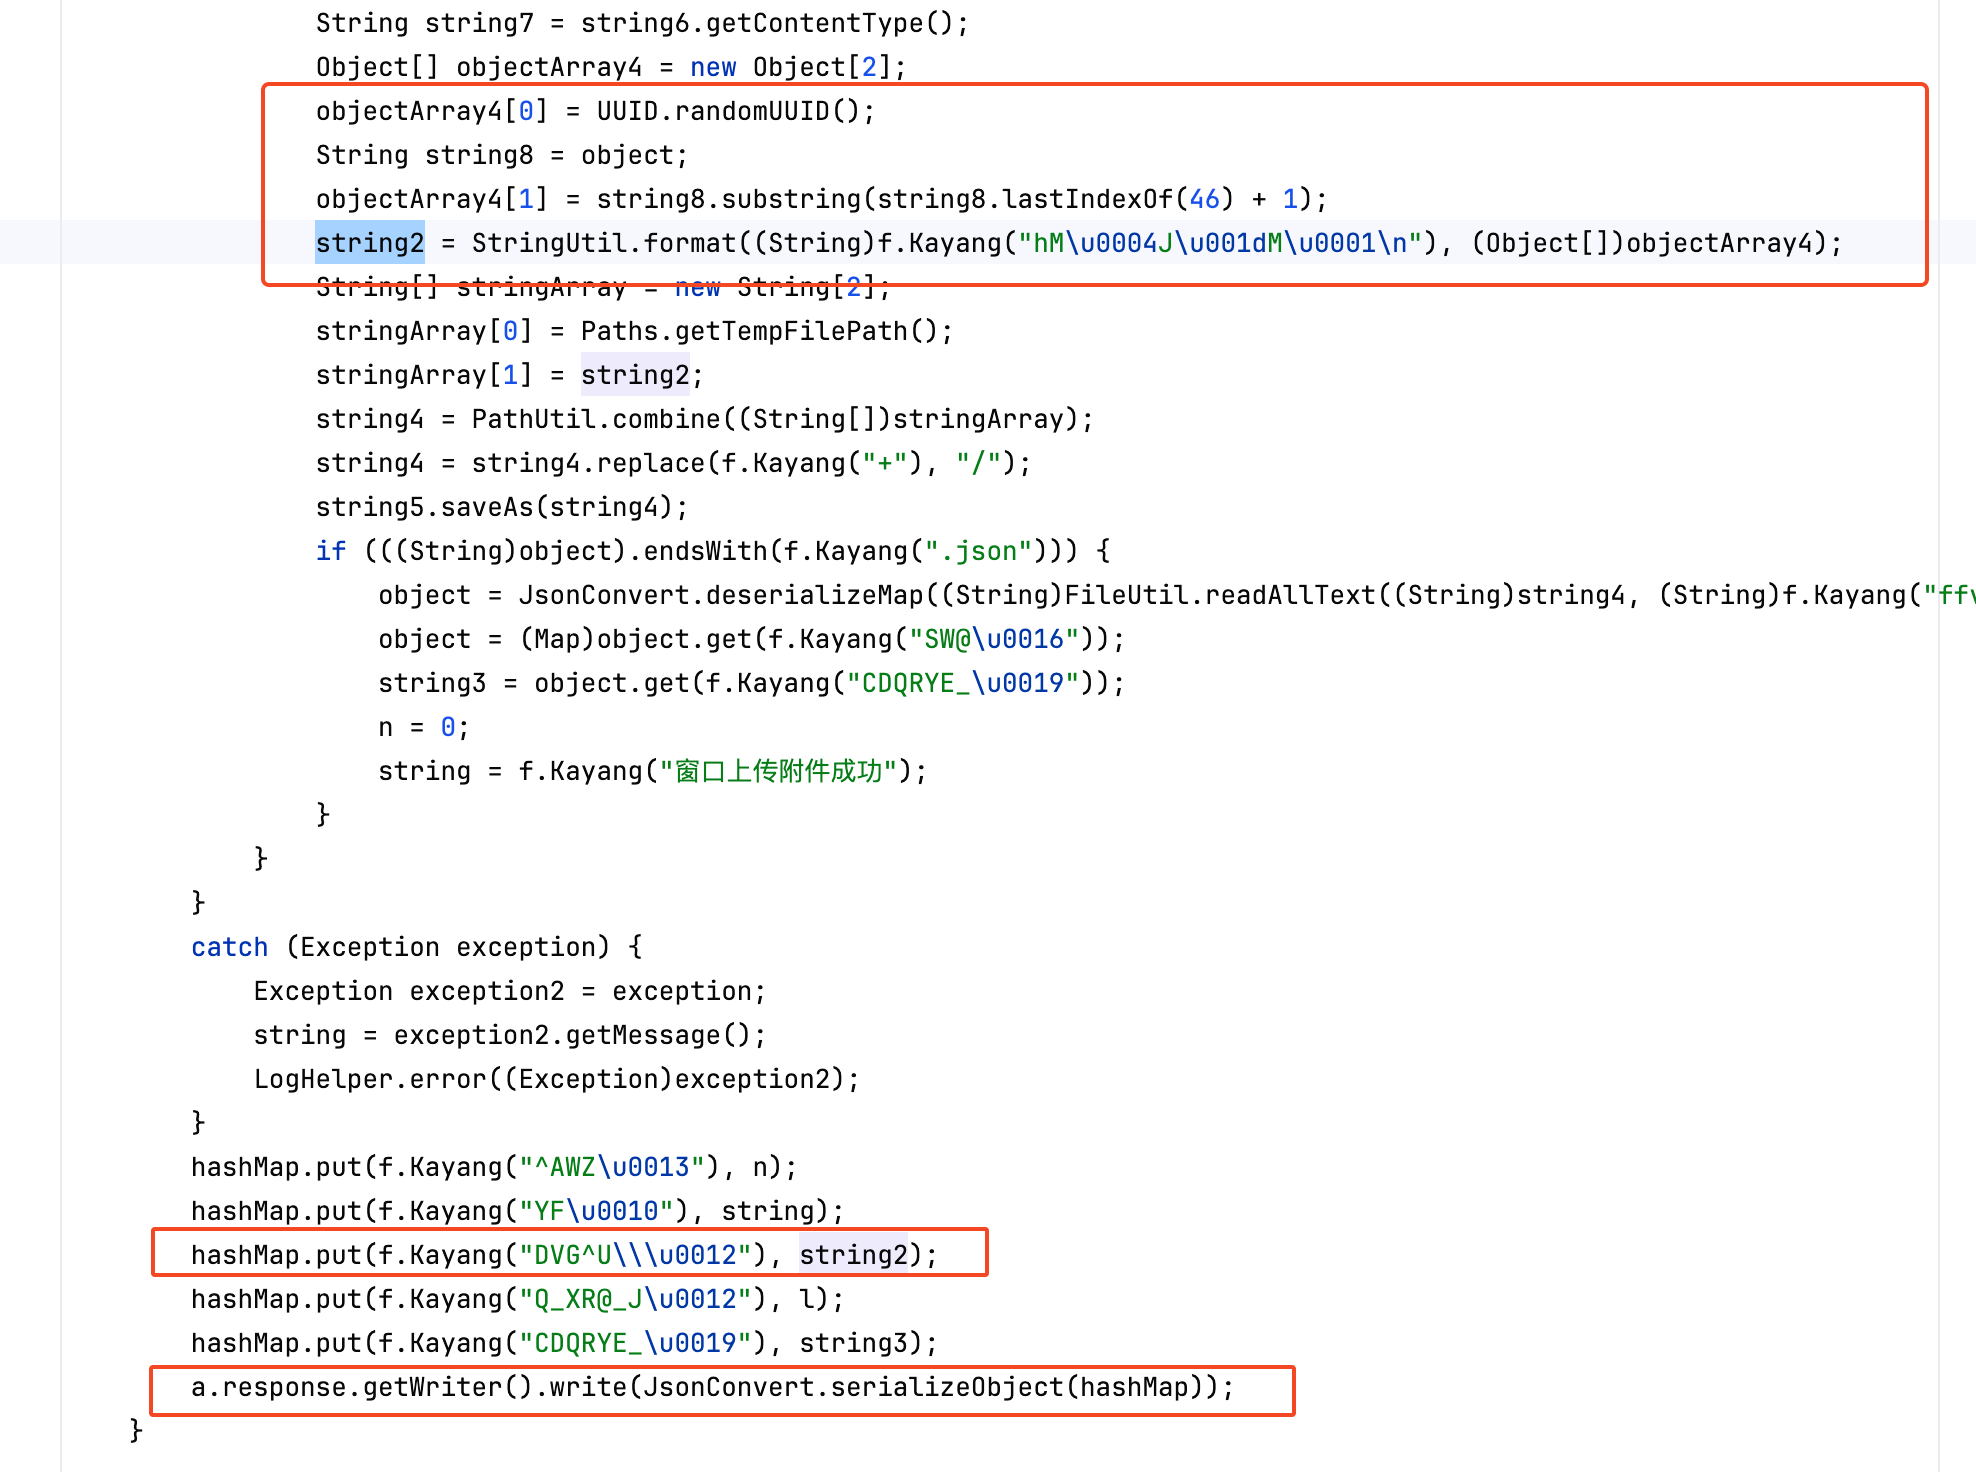 String string7 = string6.getContentType();
Object[] objectArray4 = new Object[2];
objectArray4[0] = UUID.randomUUID();
String string8 = object;
objectArray4[1] = string8.substring(string8.lastIndexOf(46) + 1);
string2 = StringUtil.format((String)f.Kayang("hM\u0004J\u001dM\u0001\n"), (Object[])objectArray4);
String[] stringArray = new String[2];
stringArray[0] = Paths.getTempFilePath();
stringArray[1] = string2;
string4 = PathUtil.combine((String[])stringArray);
string4 = string4.replace(f.Kayang("+"), "/");
string5.saveAs(string4);
if (((String)object).endsWith(f.Kayang(".json"))) {
object = JsonConvert.deserializeMap((String)FileUtil.readAllText((String)string4, (String)f.Kayang("ffv
object = (Map)object.get(f.Kayang("SW@\u0016"));
string3 = object.get(f.Kayang("CDQRYE_\u0019"));
n = 0;
string = f.Kayang("窗口上传附件成功");
}
}
}
catch (Exception exception) {
Exception exception2 = exception;
string = exception2.getMessage();
LogHelper.error((Exception)exception2);
}
hashMap.put(f.Kayang("^AWZ\u0013"), n);
hashMap.put(f.Kayang("YF\u0010"), string);
hashMap.put(f.Kayang("DVG^U\\\u0012"), string2);
hashMap.put(f.Kayang("Q_XR@_J\u0012"), l);
hashMap.put(f.Kayang("CDQRYE_\u0019"), string3);
a.response.getWriter().write(JsonConvert.serializeObject(hashMap));
}